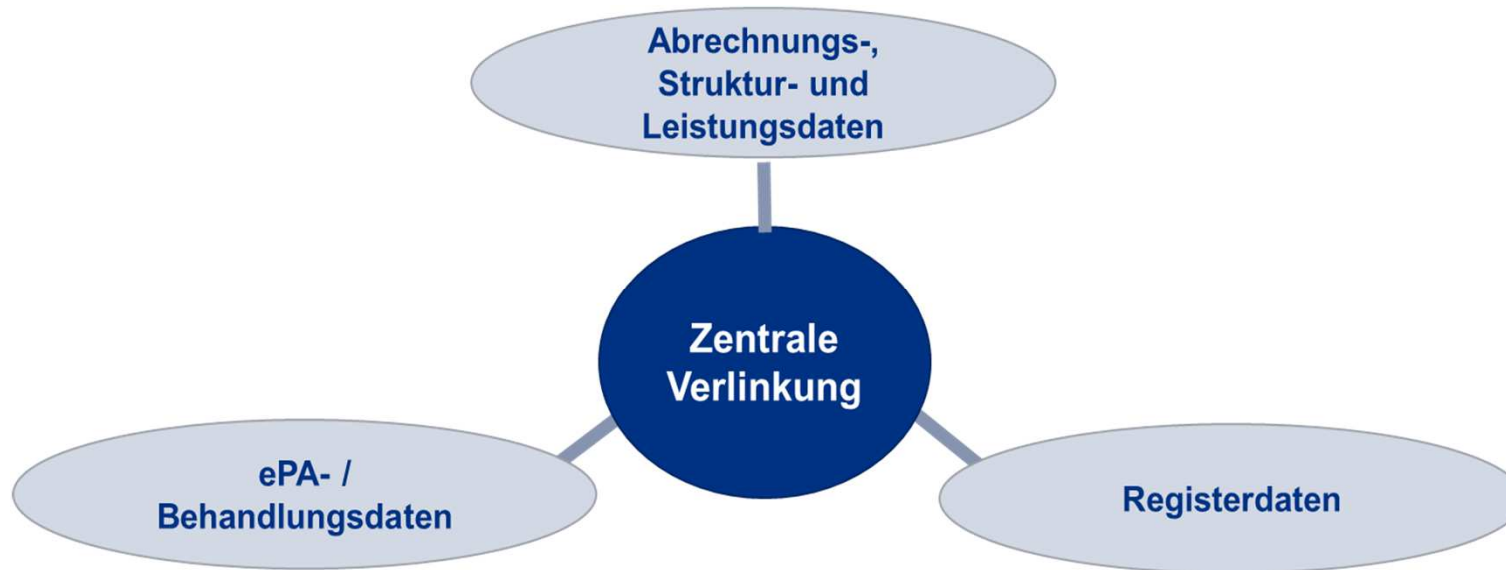 Abrechnungs-,
Struktur- und
Leistungsdaten
Zentrale
Verlinkung
ePA- /
Behandlungsdaten
Registerdaten